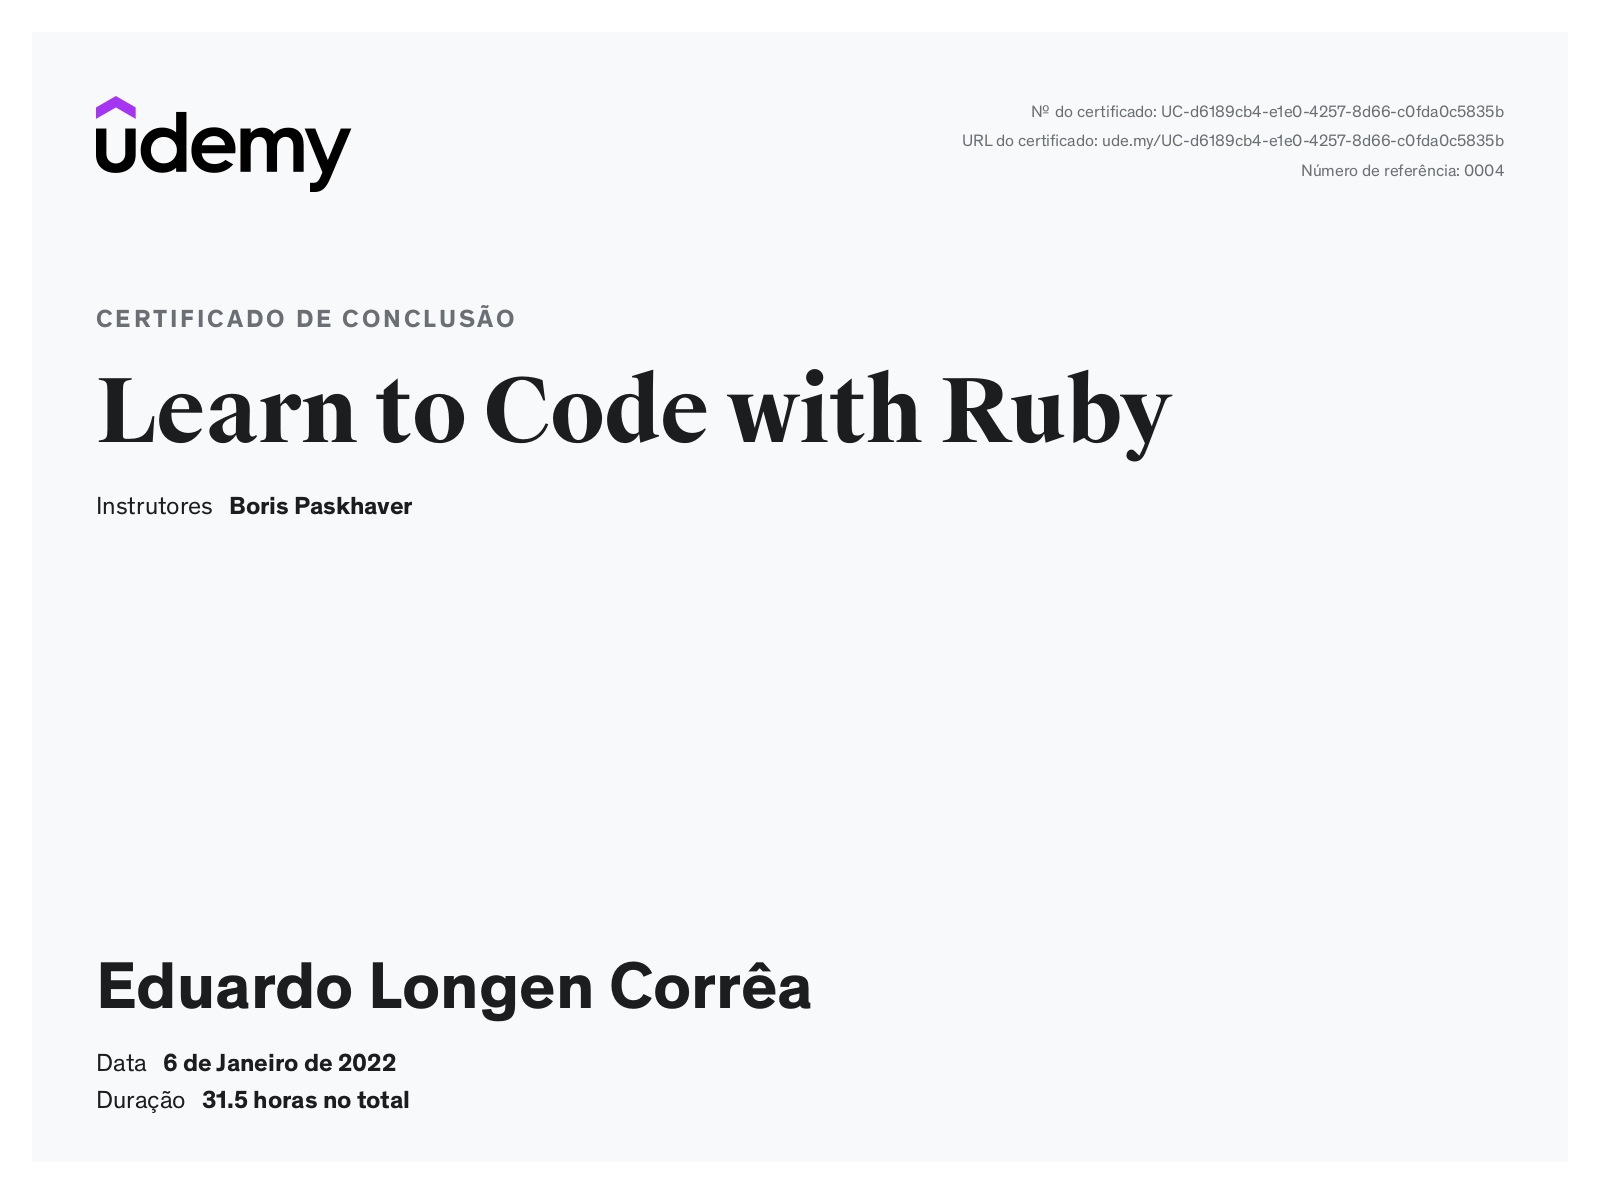 udemy
Nº do certificado: UC-d6189cb4-e1e0-4257-8d66-c0fda0c5835b
URL do certificado: ude.my/UC-d6189cb4-e1e0-4257-8d66-c0fda0c5835b
Número de referência: 0004
CERTIFICADO DE CONCLUSÃO
Learn to Code with Ruby
Instrutores Boris Paskhaver
Eduardo Longen Corrêa
Data 6 de Janeiro de 2022
Duração 31.5 horas no total